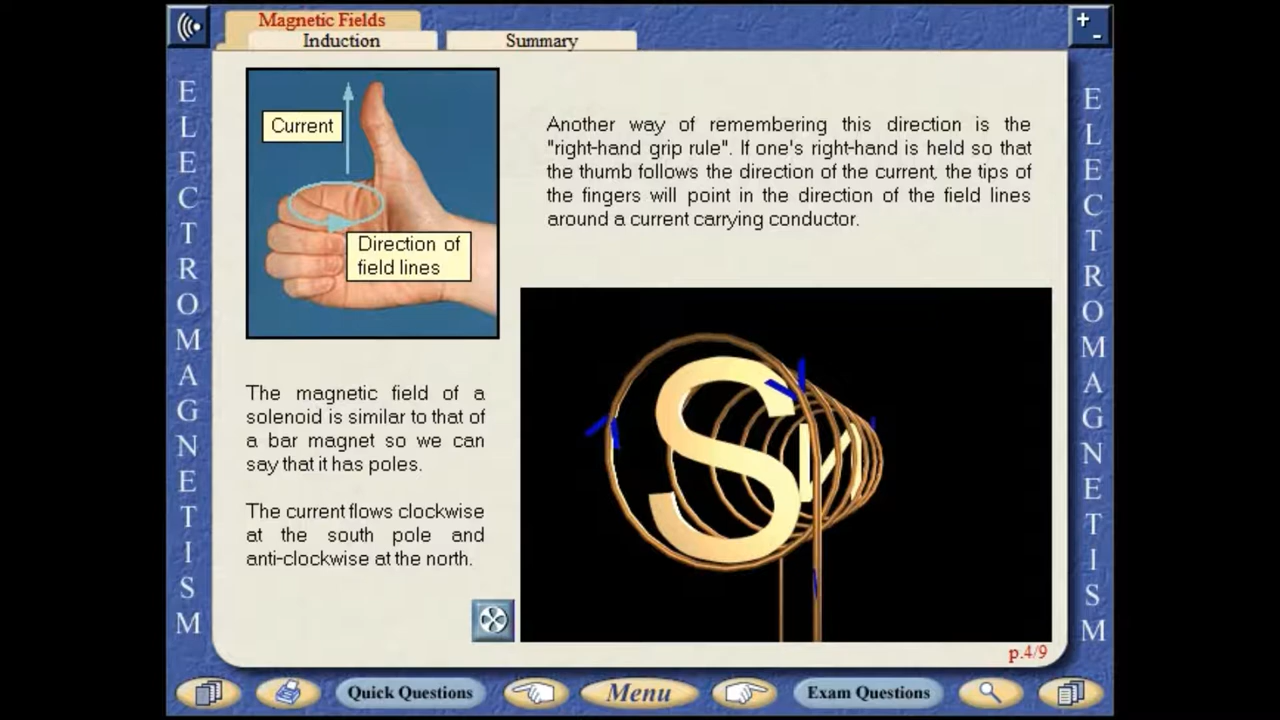 Magnetic Fields
Induction
Summary
+
-
ELECTROMAGNETISM
Current
Direction of
field lines
Another way of remembering this direction is the
"right-hand grip rule". If one's right-hand is held so that
the thumb follows the direction of the current, the tips of
the fingers will point in the direction of the field lines
around a current carrying conductor.
The magnetic field of a
solenoid is similar to that of
a bar magnet so we can
say that it has poles.
The current flows clockwise
at the south pole and
anti-clockwise at the north.
S
N
p.4/9
ELECTROMAGNETISM
Quick Questions
Menu
Exam Questions